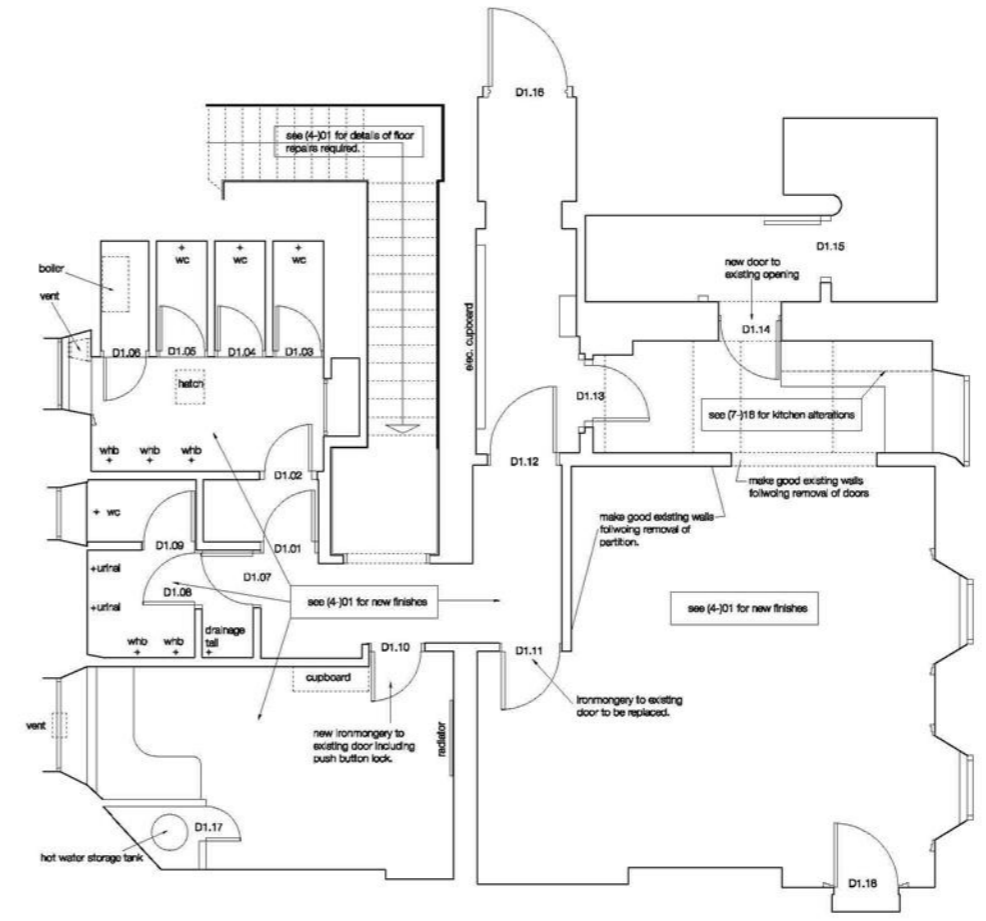 D1.16
see (4-)01 for details of floor
repairs required.
D1.15
new door to
existing opening
D1.14
boiler
vent
wc
wc
wc
D1.06
D1.05
D1.04
D1.03
hatch
elec. cupboard
D1.13
see (7-)18 for kitchen alterations
whb
whb
whb
D1.02
D1.12
make good existing walls
follwoing removal of doors
wc
make good existing walls
follwoing removal of
partition.
D1.09
D1.01
urinal
D1.08
D1.07
see (4-)01 for new finishes
see (4-)01 for new finishes
urinal
drainage
tall
whb
whb
D1.10
D1.11
cupboard
ironmongery to existing
door to be replaced.
vent
new ironmongery to
existing door including
push button lock.
radiator
D1.17
hot water storage tank
D1.18